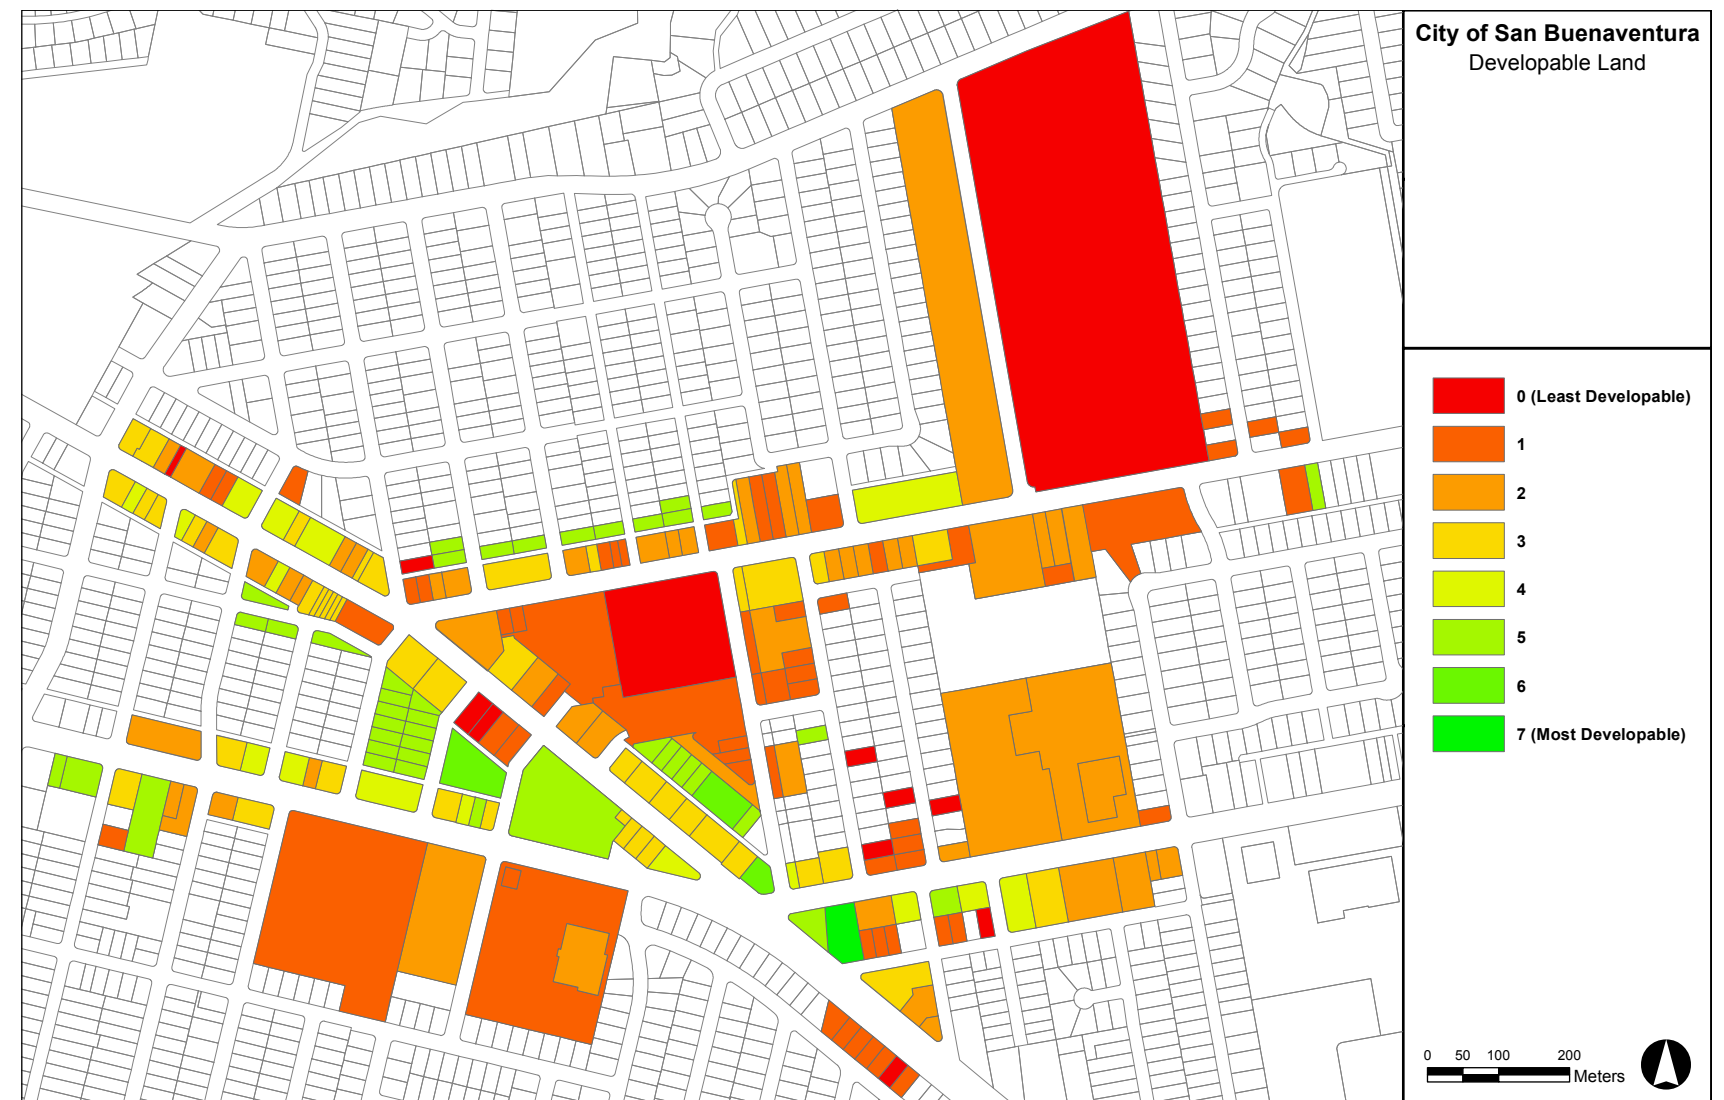 City of San Buenaventura
Developable Land
0 (Least Developable)
1
2
3
4
5
6
7 (Most Developable)
0 50 100 200
Meters